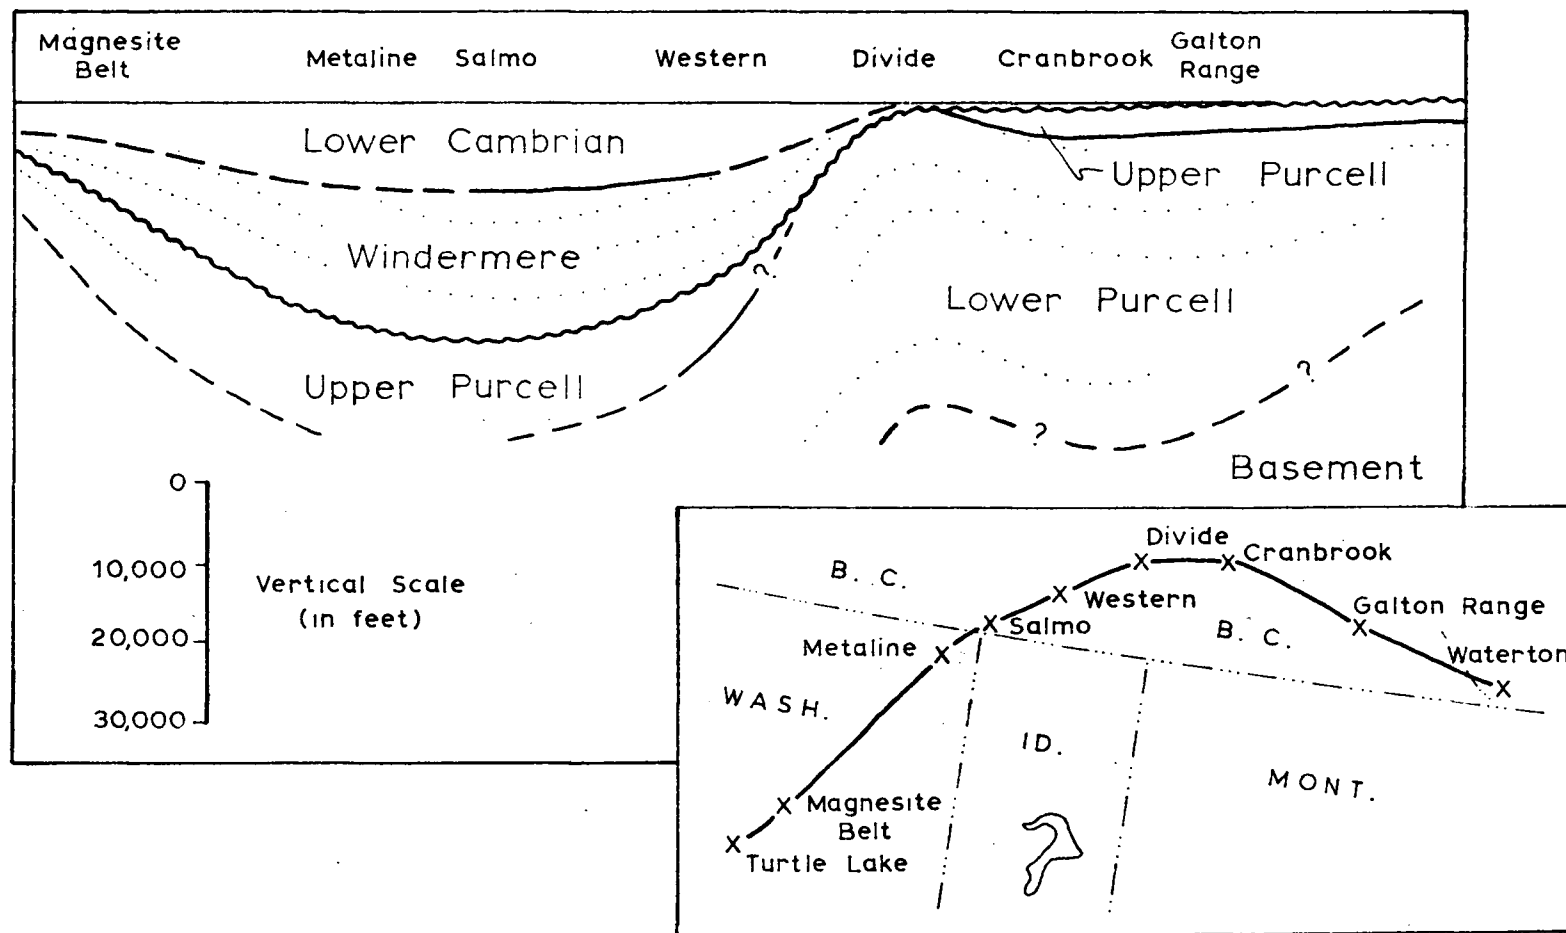 Magnesite
Belt
Metaline
Salmo
Western
Divide
Cranbrook
Galton
Range
Lower Cambrian
Upper Purcell
Windermere
?
Lower Purcell
Upper Purcell
?
?
Basement
0
10,000
20,000
30,000
Vertical Scale
(in feet)
B. C.
Divide
Cranbrook
Western
Galton Range
Salmo
B. C.
Metaline
Waterton
WASH.
ID.
MONT.
Magnesite
Belt
Turtle Lake